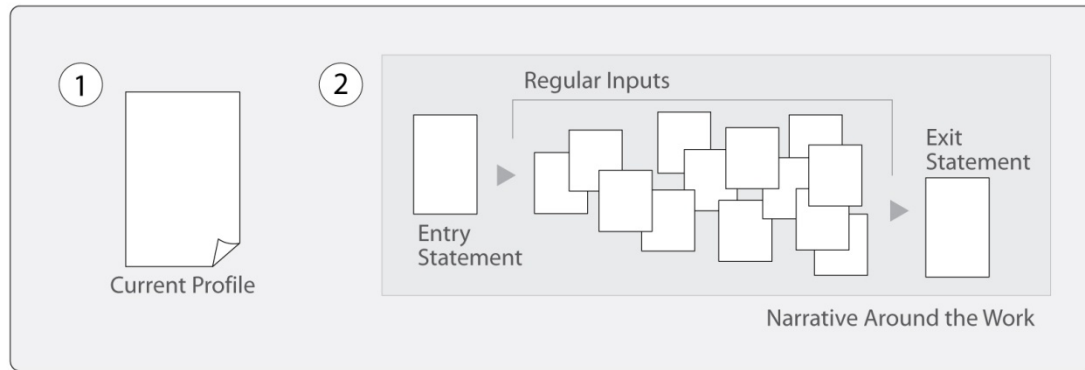 1
Current Profile
2
Regular Inputs
Entry
Statement
Exit
Statement
Narrative Around the Work